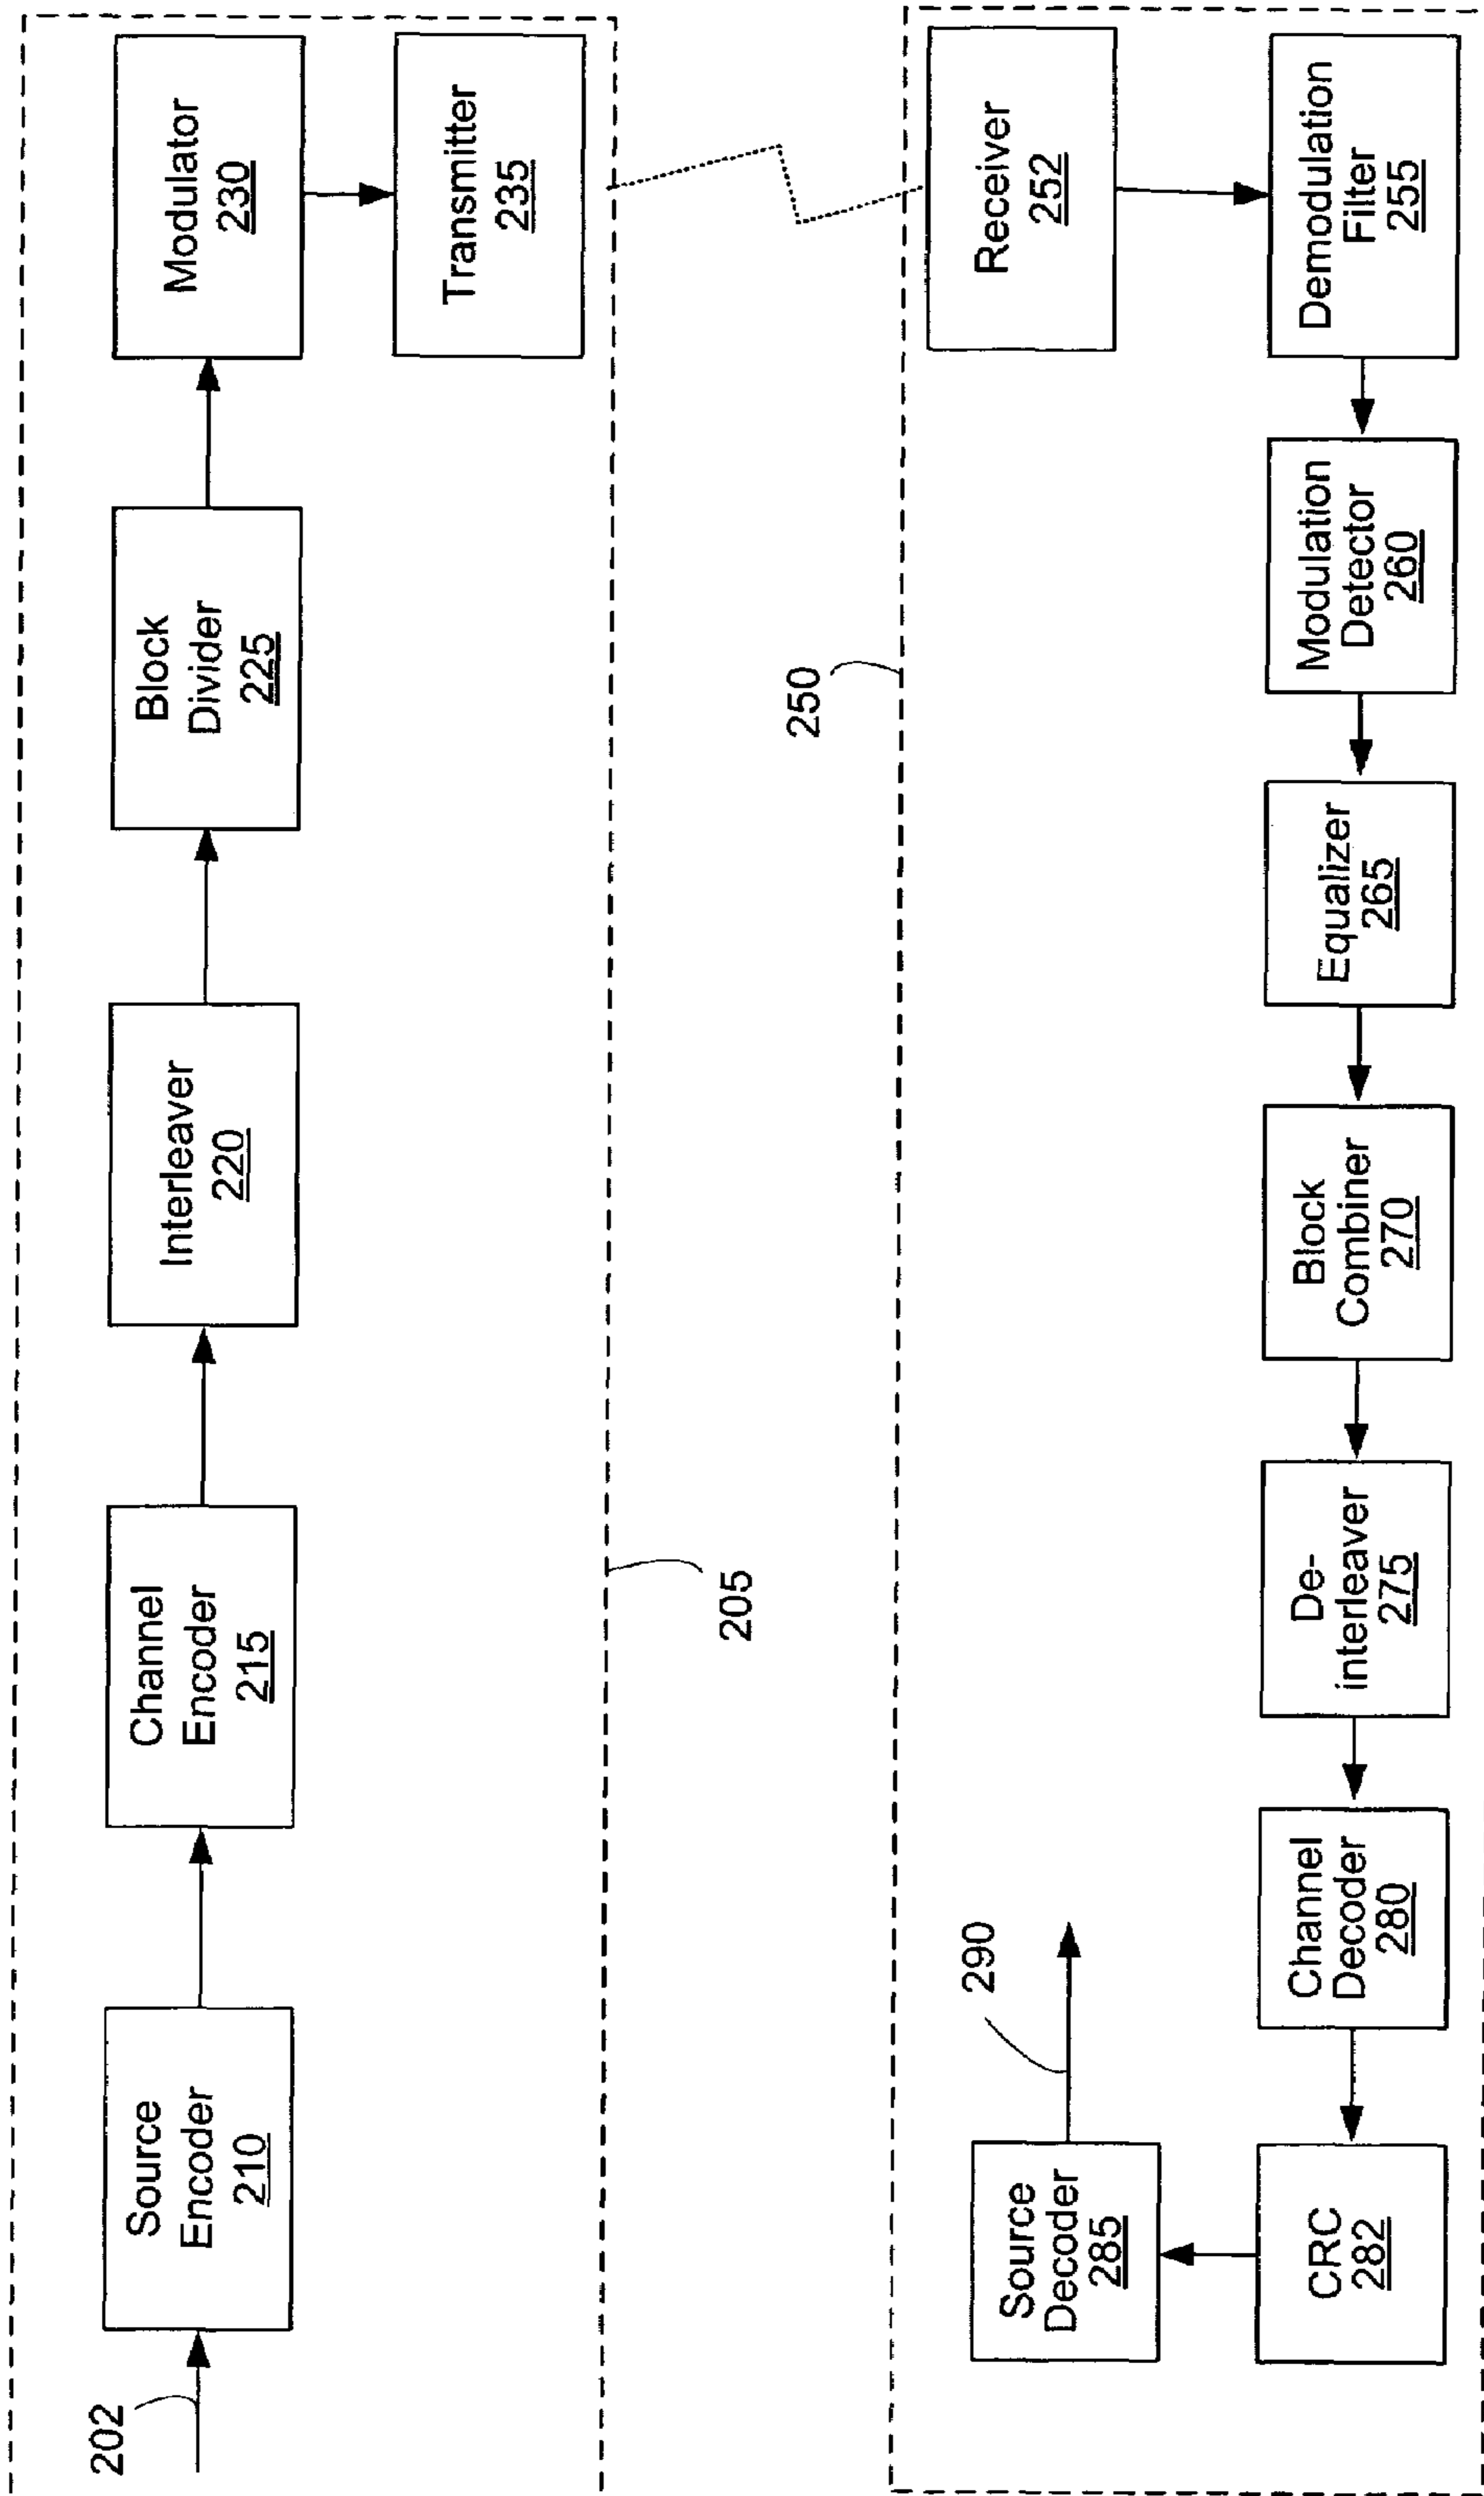 202
Source
Encoder
210
Channel
Encoder
215
Interleaver
220
Block
Divider
225
Modulator
230
Transmitter
235
205
250
Receiver
252
Demodulation
Filter
255
Modulation
Detector
260
Equalizer
265
Block
Combiner
270
De-
interleaver
275
Channel
Decoder
280
CRC
282
Source
Decoder
285
290